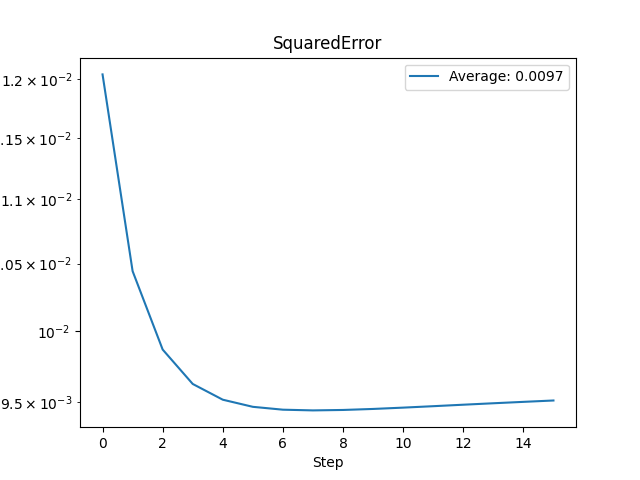 SquaredError
Average: 0.0097
1.2 × 10⁻²
.15 × 10⁻²
1.1 × 10⁻²
.05 × 10⁻²
10⁻²
9.5 × 10⁻³
0 2 4 6 8 10 12 14
Step